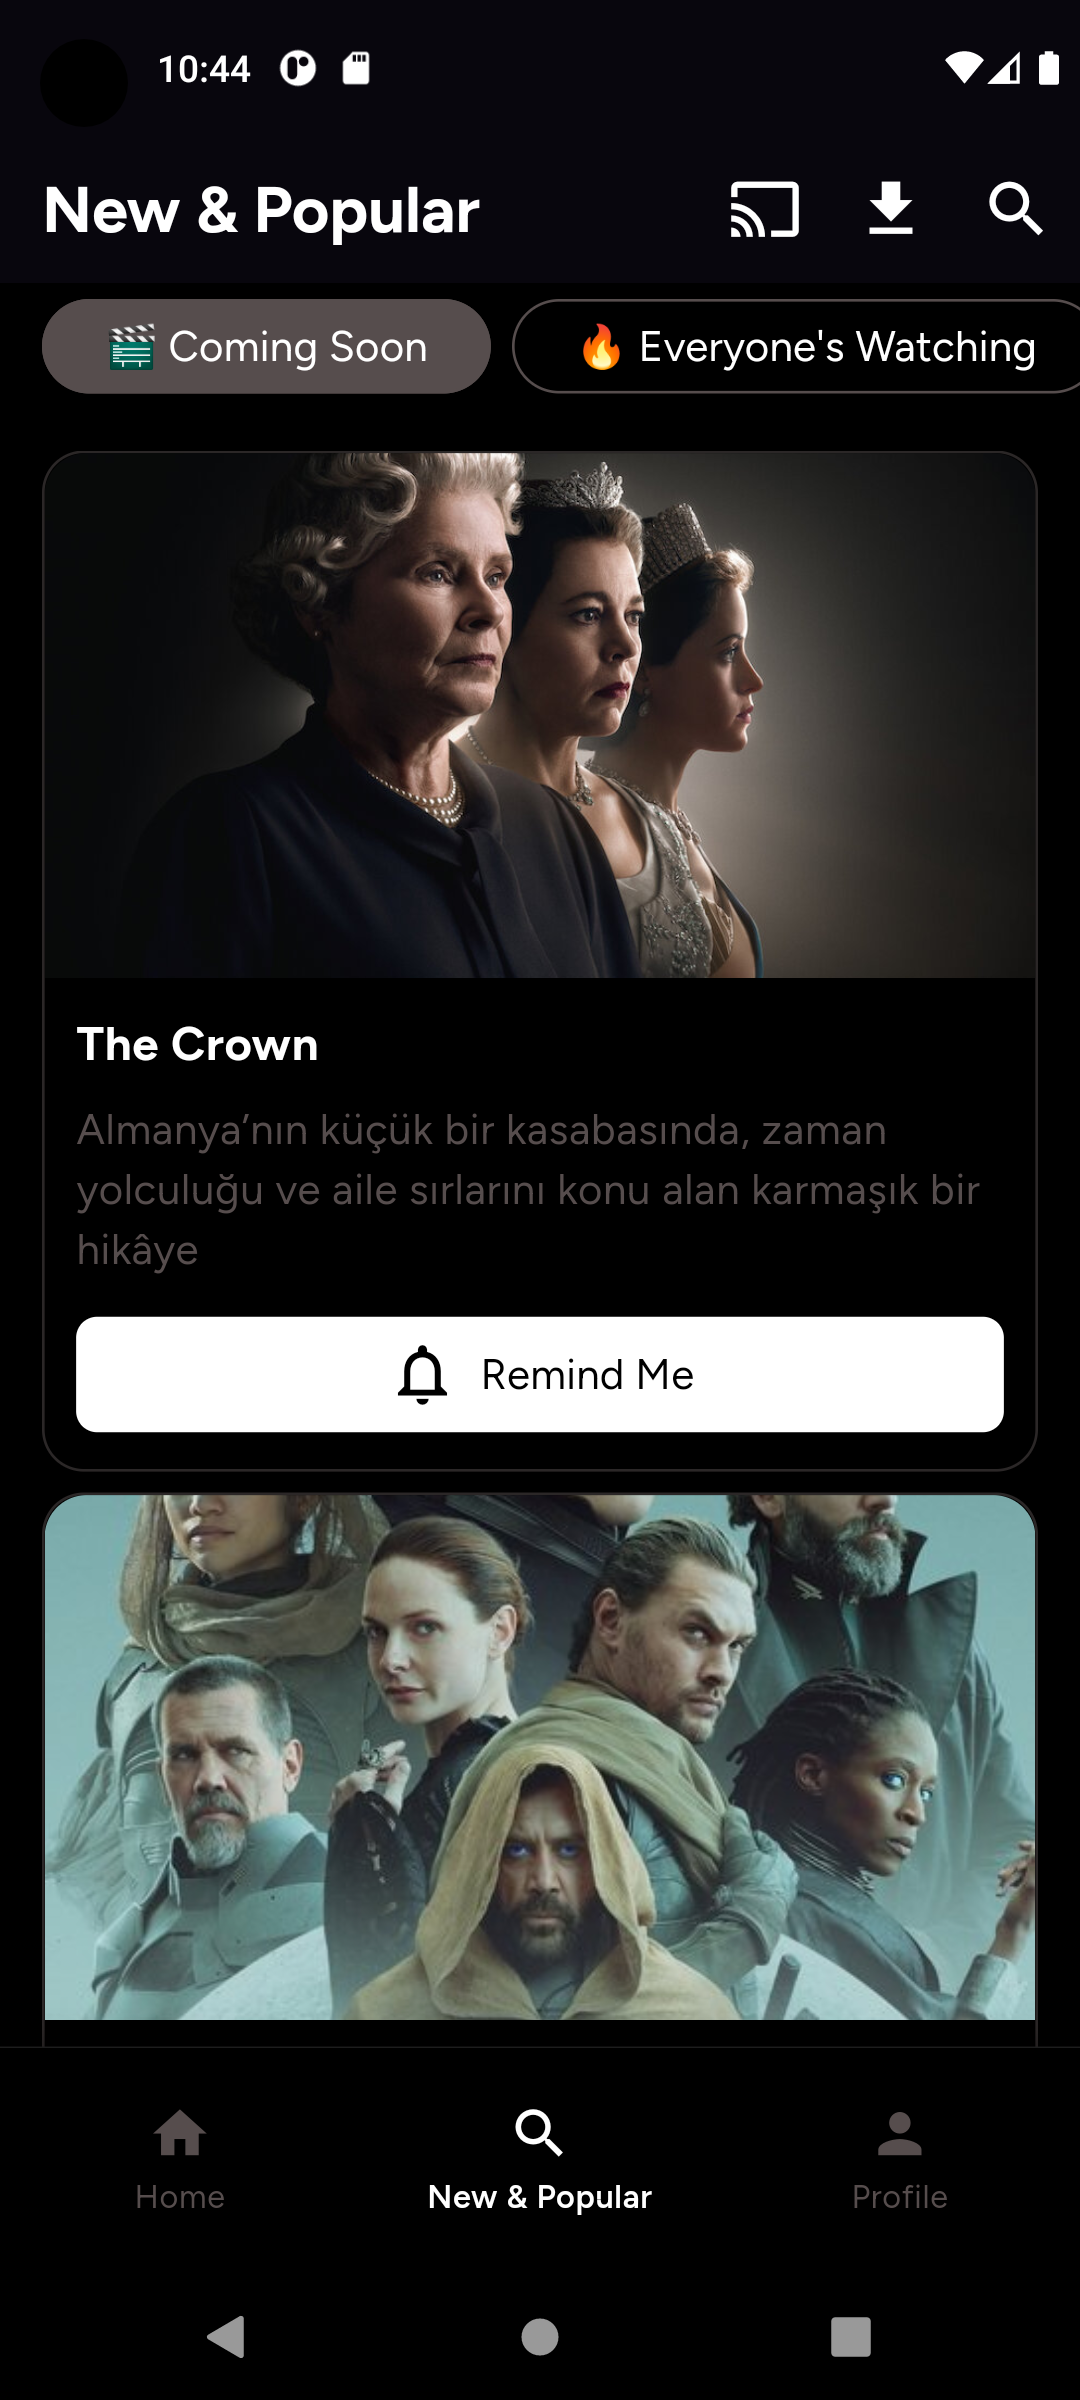 10:44
New & Popular
🎬 Coming Soon
🔥 Everyone's Watching
The Crown
Almanya’nın küçük bir kasabasında, zaman
yolculuğu ve aile sırlarını konu alan karmaşık bir
hikâye
Remind Me
Home
New & Popular
Profile